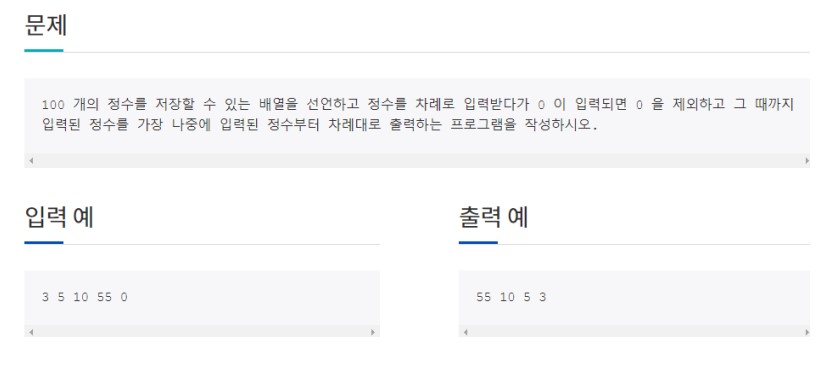 문제
100 개의 정수를 저장할 수 있는 배열을 선언하고 정수를 차례로 입력받다가 0 이 입력되면 0 을 제외하고 그 때까지
입력된 정수를 가장 나중에 입력된 정수부터 차례대로 출력하는 프로그램을 작성하시오.
입력 예
출력 예
3 5 10 55 0
55 10 5 3